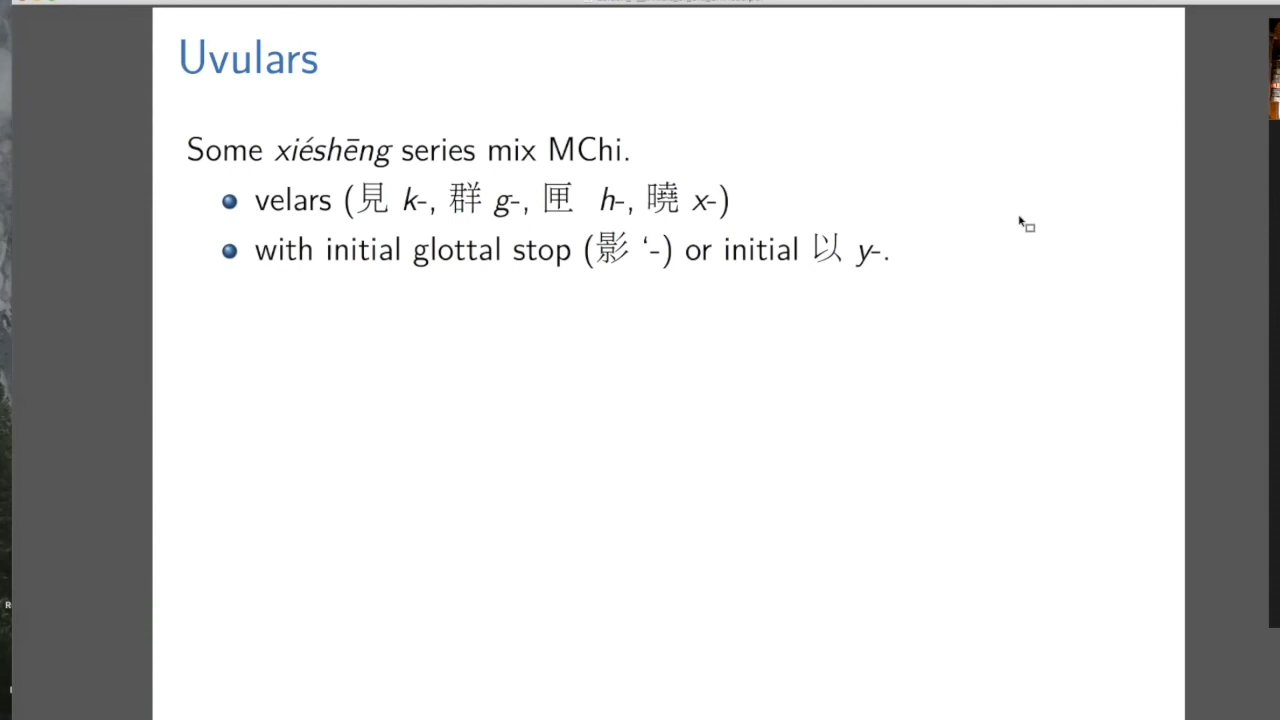 Uvulars
Some xiéshēng series mix MChi.
velars (見 k-, 群 g-, 匣 h-, 曉 x-)
with initial glottal stop (影 ‘-) or initial 以 y-.